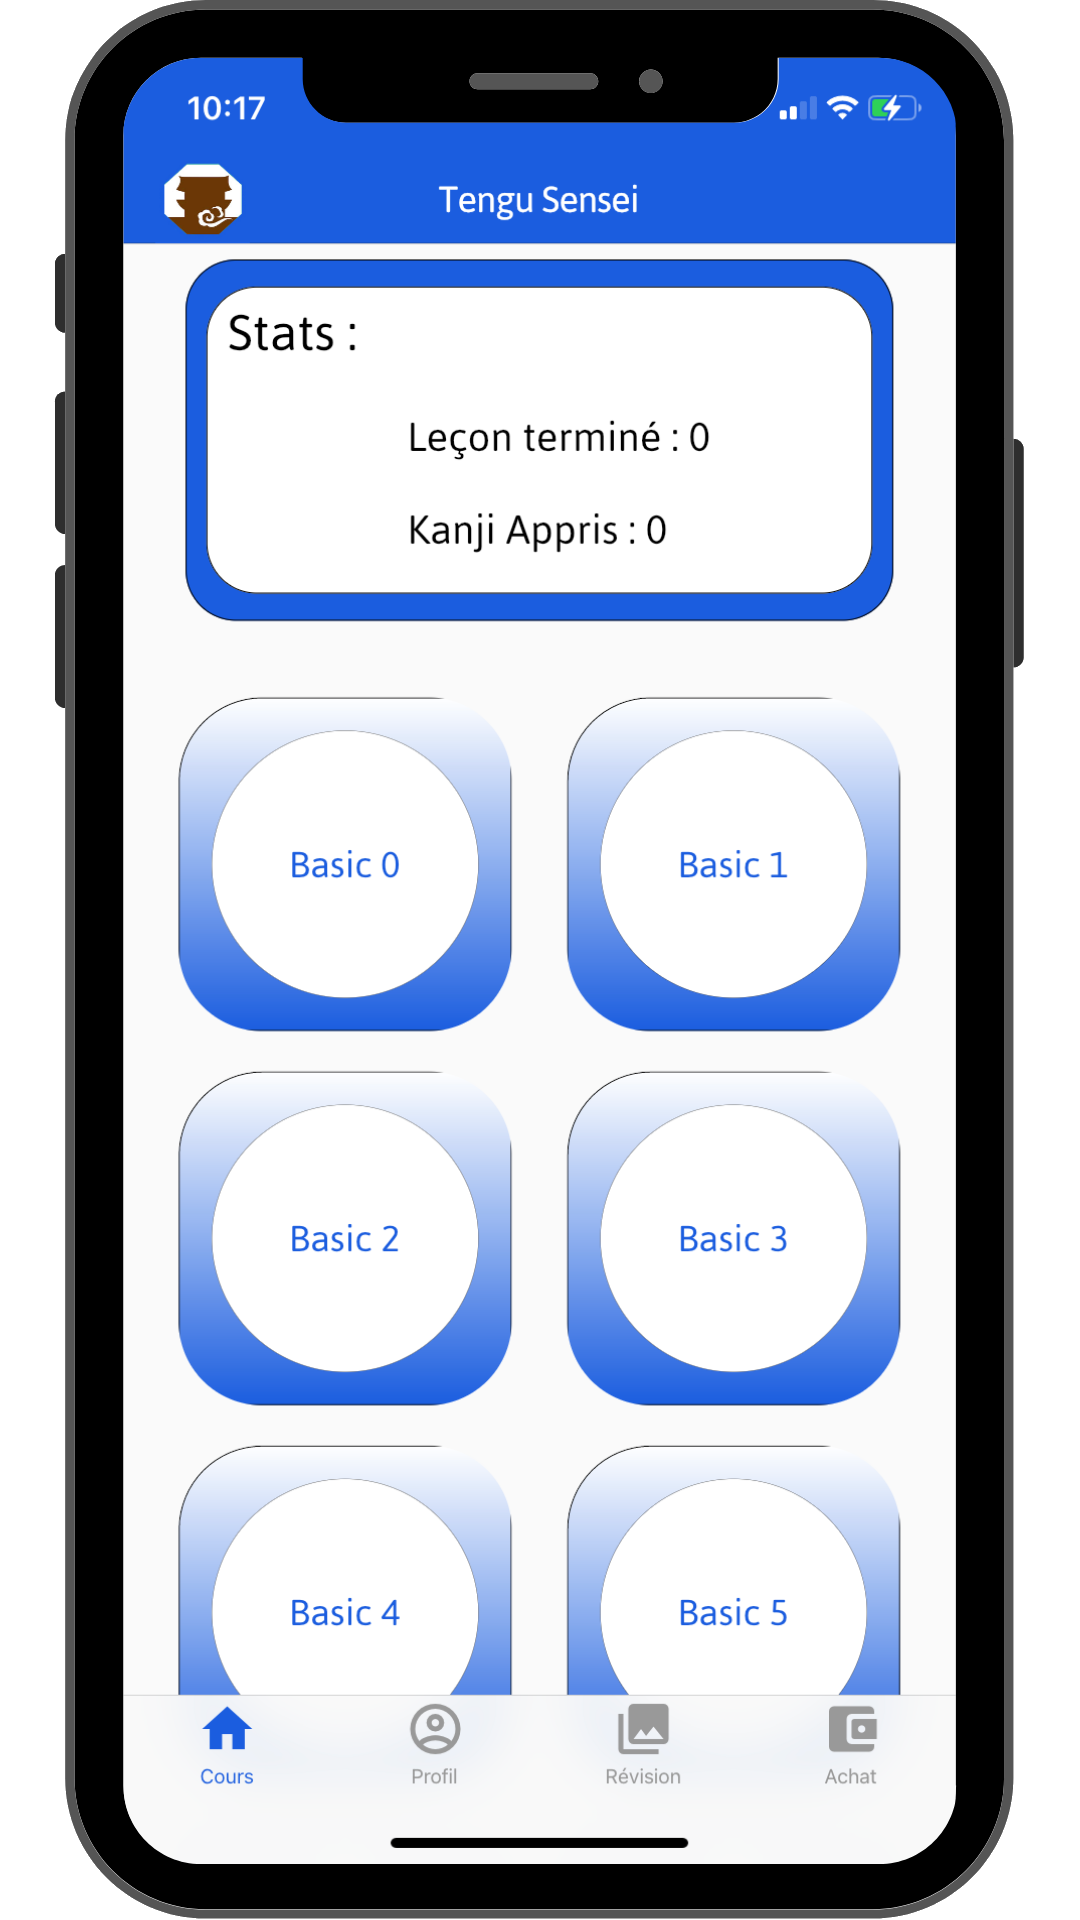 10:17
Tengu Sensei
Stats :
Leçon terminé : 0
Kanji Appris : 0
Basic 0
Basic 1
Basic 2
Basic 3
Basic 4
Basic 5
Cours
Profil
Révision
Achat